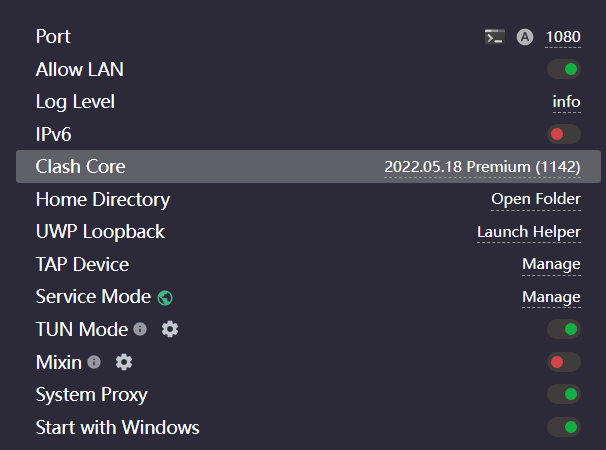 Port A 1080
Allow LAN
Log Level info
IPv6
Clash Core 2022.05.18 Premium (1142)
Home Directory Open Folder
UWP Loopback Launch Helper
TAP Device Manage
Service Mode Manage
TUN Mode
Mixin
System Proxy
Start with Windows